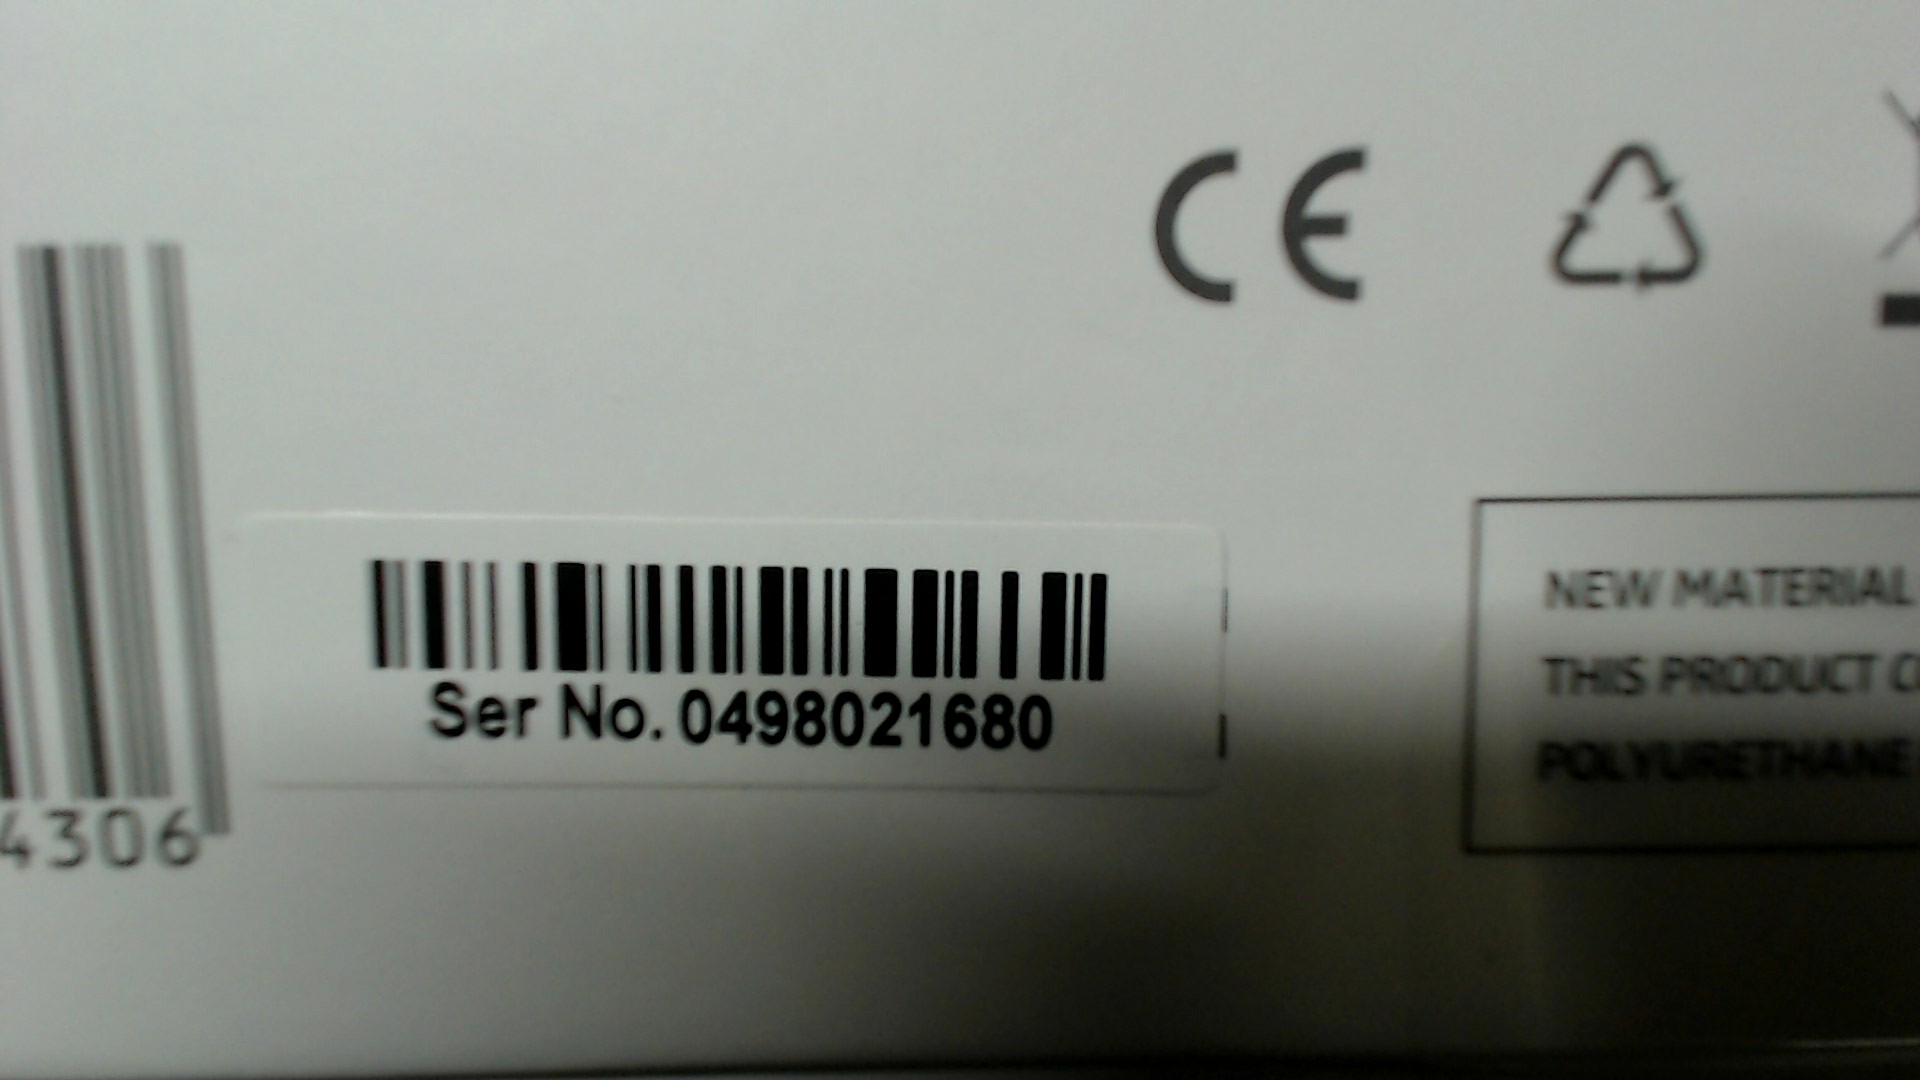 CE
4306
Ser No. 0498021680
NEW MATERIAL
THIS PRODUCT
POLYURETHANE